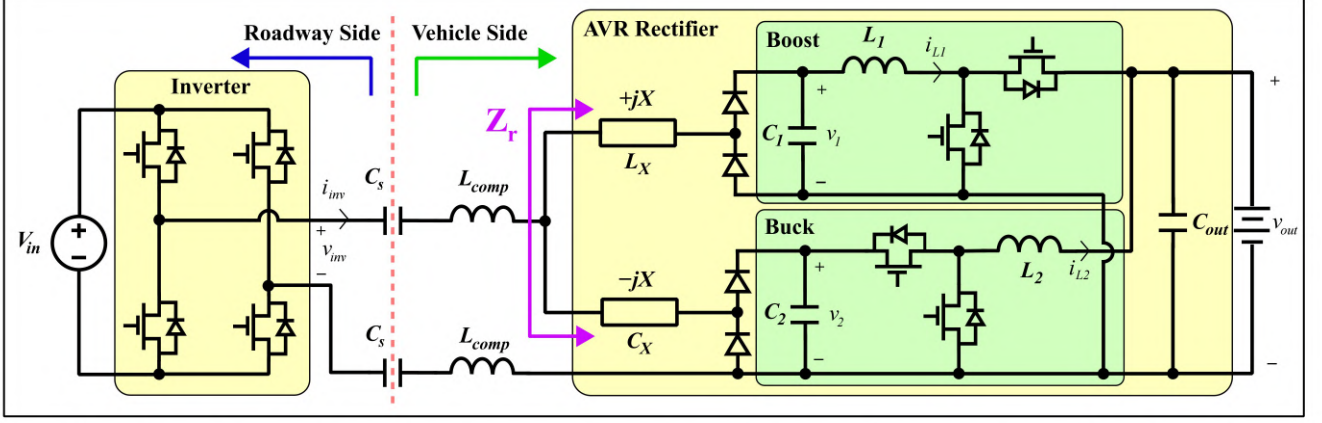 Roadway Side
Vehicle Side
AVR Rectifier
Boost
L1
iL1
Inverter
+jX
LX
Zr
C1
+
v1
−
Cs
Lcomp
iinv
Vin
+
−
+
vinv
−
Buck
Cout
+
vout
−
−jX
CX
C2
+
v2
−
L2
iL2
Cs
Lcomp